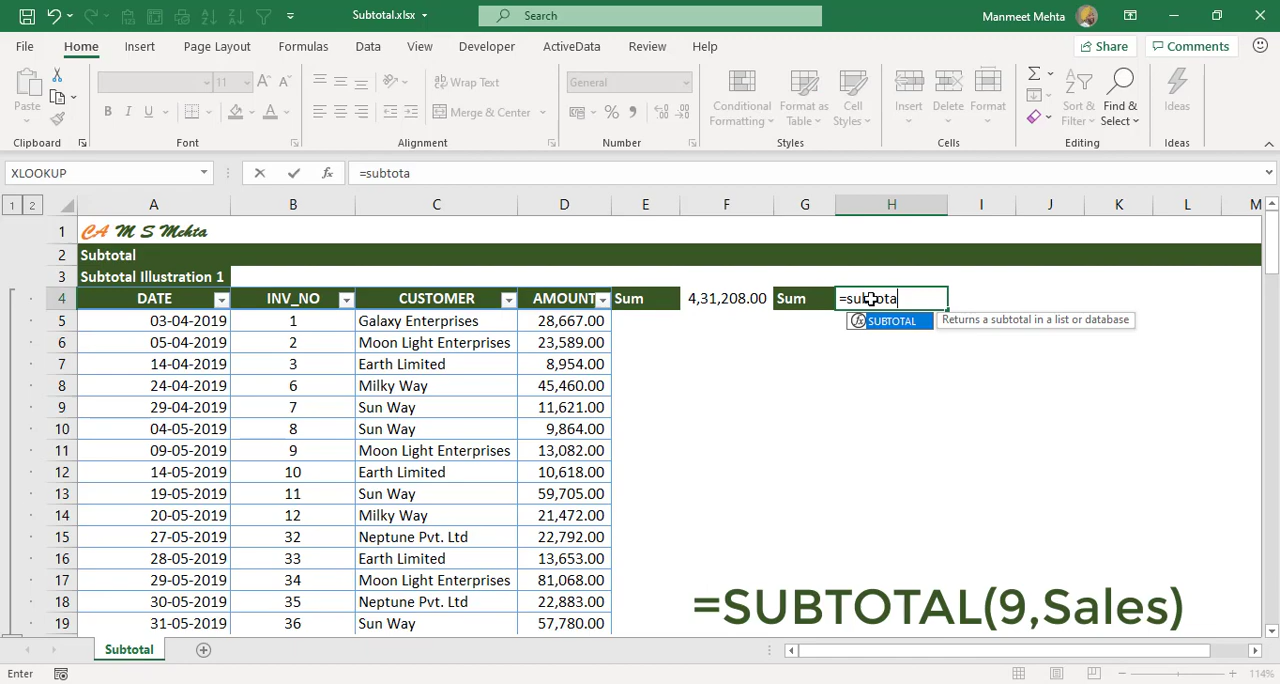 Subtotal.xlsx
Search
Manmeet Mehta
File Home Insert Page Layout Formulas Data View Developer ActiveData Review Help Share Comments
Paste
11
Wrap Text
Merge & Center
General
Conditional Formatting
Format as Table
Cell Styles
Insert Delete Format
Sort & Filter
Find & Select
Ideas
Clipboard Font Alignment Number Styles Cells Editing Ideas
XLOOKUP fx =subtota
1 2 A B C D E F G H I J K L M
1 CA M S Mehta
2 Subtotal
3 Subtotal Illustration 1
4 DATE INV_NO CUSTOMER AMOUNT Sum 4,31,208.00 Sum =subtota
SUBTOTAL Returns a subtotal in a list or database
5 03-04-2019 1 Galaxy Enterprises 28,667.00
6 05-04-2019 2 Moon Light Enterprises 23,589.00
7 14-04-2019 3 Earth Limited 8,954.00
8 24-04-2019 6 Milky Way 45,460.00
9 29-04-2019 7 Sun Way 11,621.00
10 04-05-2019 8 Sun Way 9,864.00
11 09-05-2019 9 Moon Light Enterprises 13,082.00
12 14-05-2019 10 Earth Limited 10,618.00
13 19-05-2019 11 Sun Way 59,705.00
14 20-05-2019 12 Milky Way 21,472.00
15 27-05-2019 32 Neptune Pvt. Ltd 22,792.00
16 28-05-2019 33 Earth Limited 13,653.00
17 29-05-2019 34 Moon Light Enterprises 81,068.00
18 30-05-2019 35 Neptune Pvt. Ltd 22,883.00
19 31-05-2019 36 Sun Way 57,780.00
=SUBTOTAL(9,Sales)
Subtotal
Enter
114%